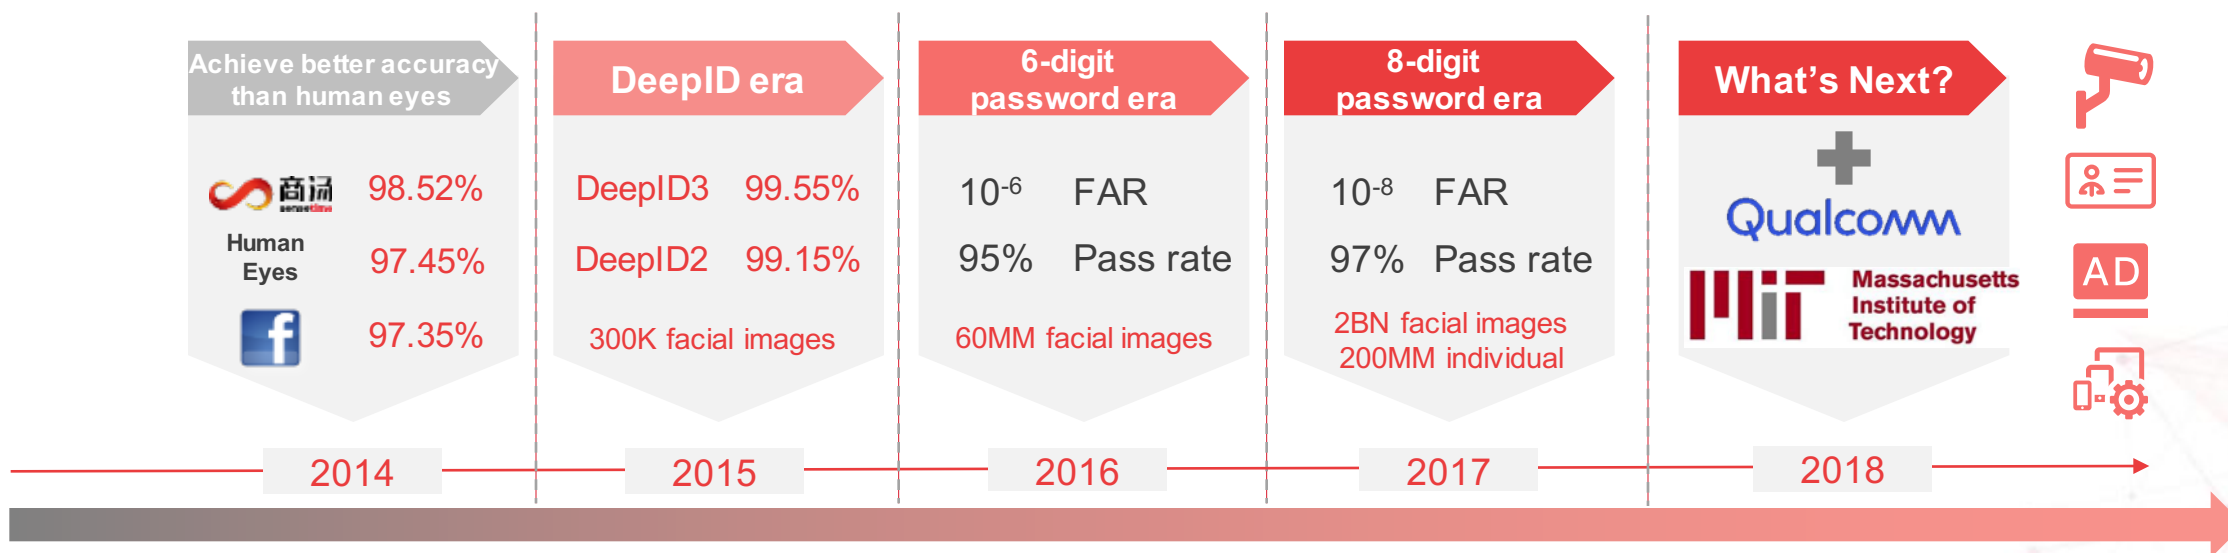 Achieve better accuracy
than human eyes
商汤
sensetime
98.52%
Human
Eyes
97.45%
f
97.35%
2014
DeepID era
DeepID3 99.55%
DeepID2 99.15%
300K facial images
2015
6-digit
password era
10-6 FAR
95% Pass rate
60MM facial images
2016
8-digit
password era
10-8 FAR
97% Pass rate
2BN facial images
200MM individual
2017
What's Next?
Qualcomm
Massachusetts
Institute of
Technology
2018
AD